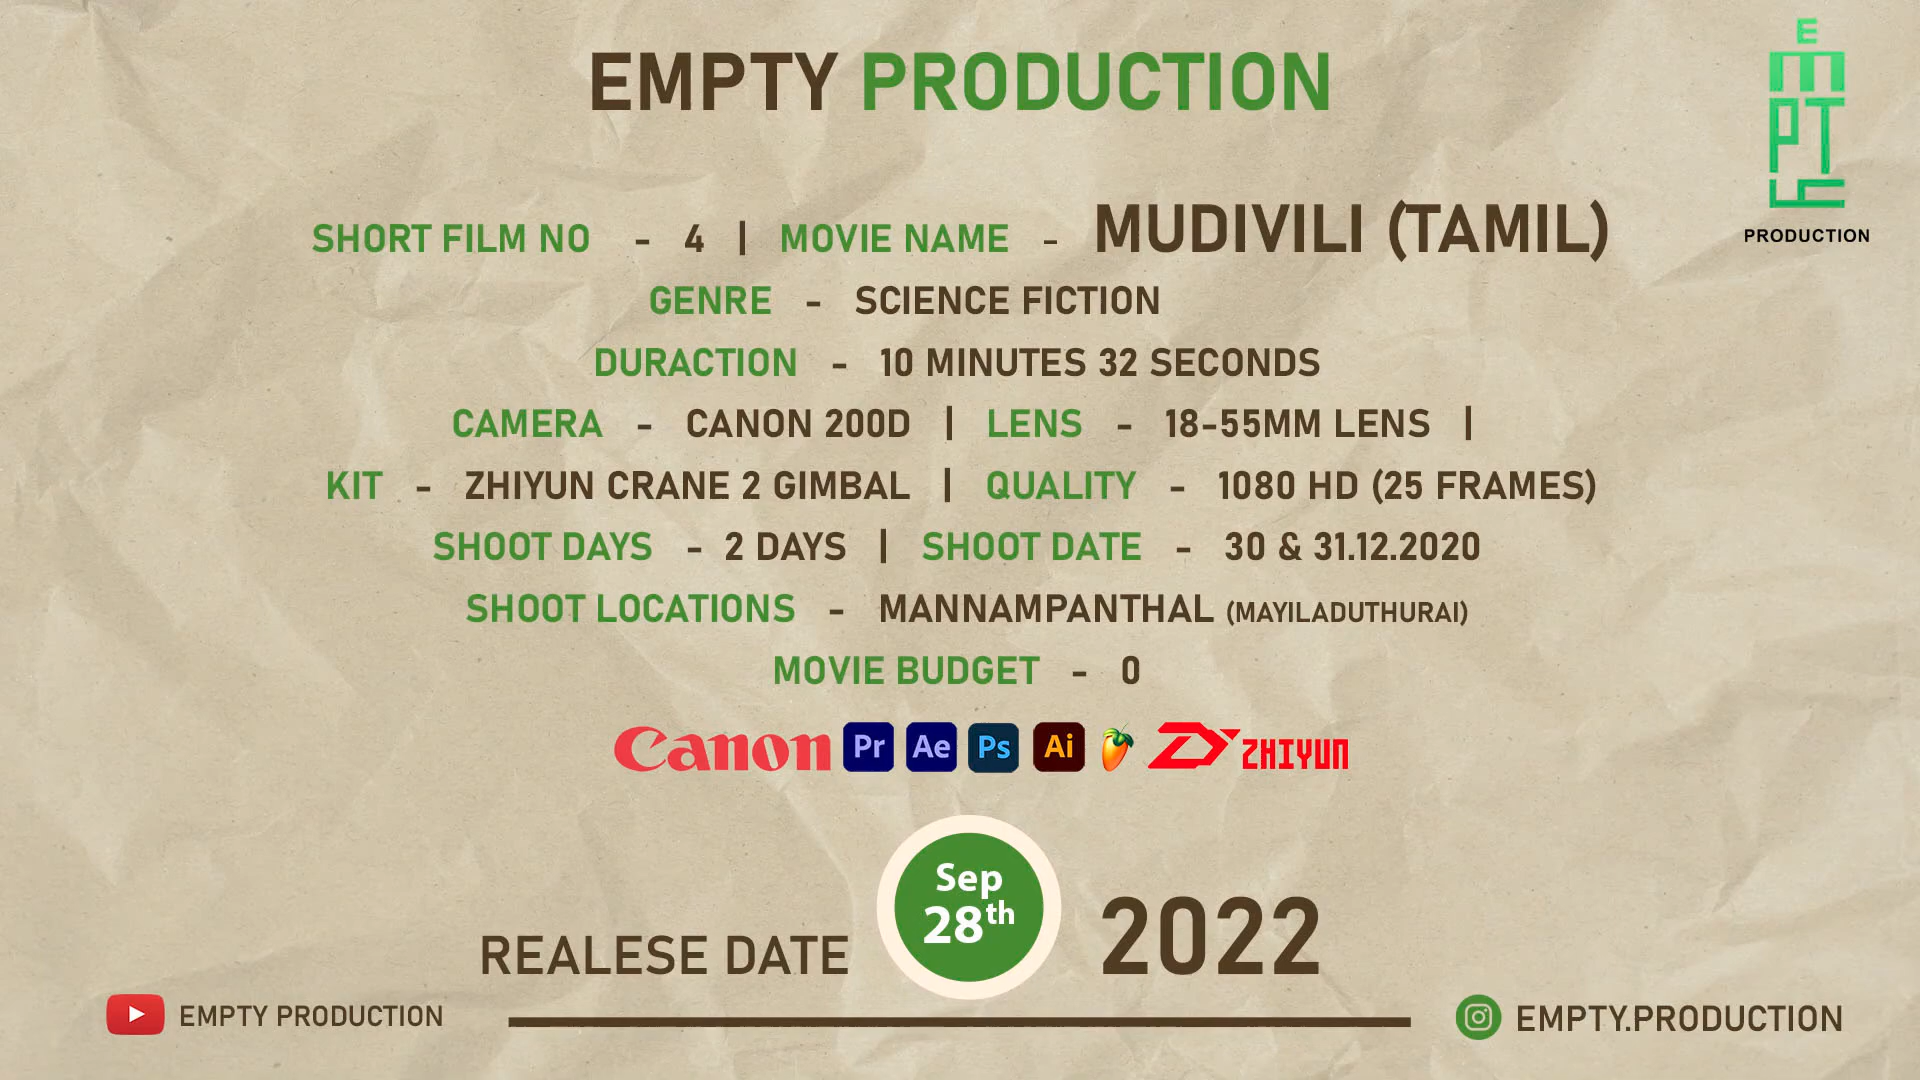 EMPTY PRODUCTION
E
M
PT
Y
PRODUCTION
SHORT FILM NO - 4 | MOVIE NAME - MUDIVILI (TAMIL)
GENRE - SCIENCE FICTION
DURACTION - 10 MINUTES 32 SECONDS
CAMERA - CANON 200D | LENS - 18-55MM LENS |
KIT - ZHIYUN CRANE 2 GIMBAL | QUALITY - 1080 HD (25 FRAMES)
SHOOT DAYS - 2 DAYS | SHOOT DATE - 30 & 31.12.2020
SHOOT LOCATIONS - MANNAMPANTHAL (MAYILADUTHURAI)
MOVIE BUDGET - 0
Canon Pr Ae Ps Ai ZHIYUN
Sep
28th
REALESE DATE 2022
EMPTY PRODUCTION
EMPTY.PRODUCTION